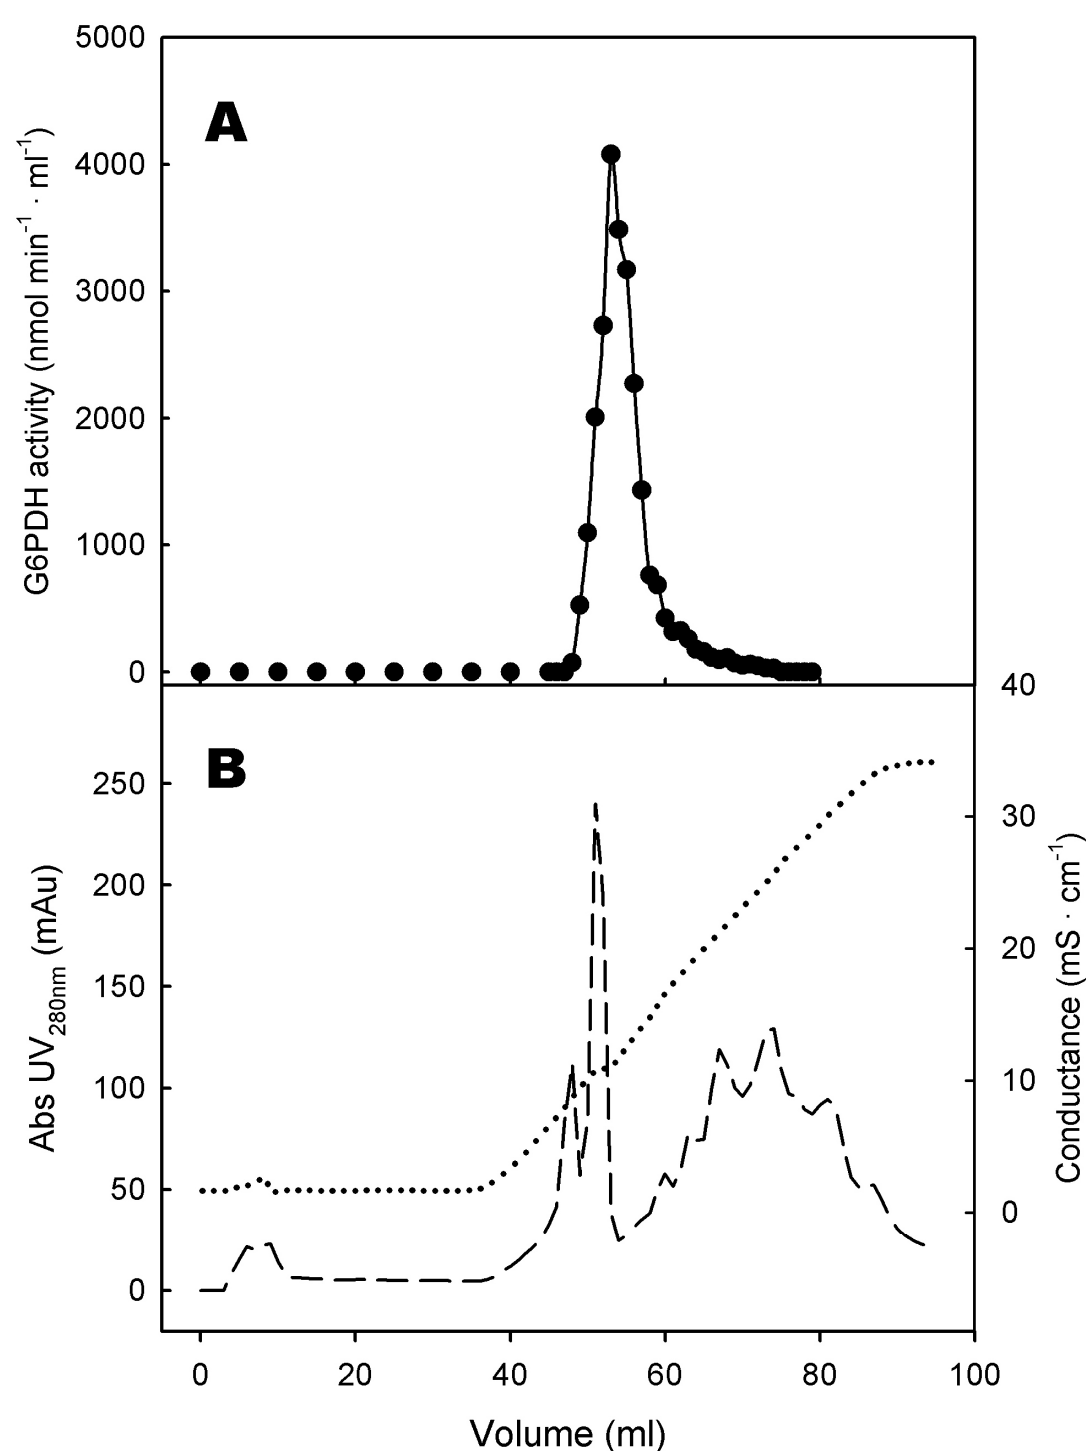 A
5000
4000
3000
2000
1000
0
G6PDH activity (nmol min⁻¹ · ml⁻¹)
B
250
200
150
100
50
0
Abs UV₂₈₀ₙₘ (mAu)
40
30
20
10
0
Conductance (mS · cm⁻¹)
0 20 40 60 80 100
Volume (ml)